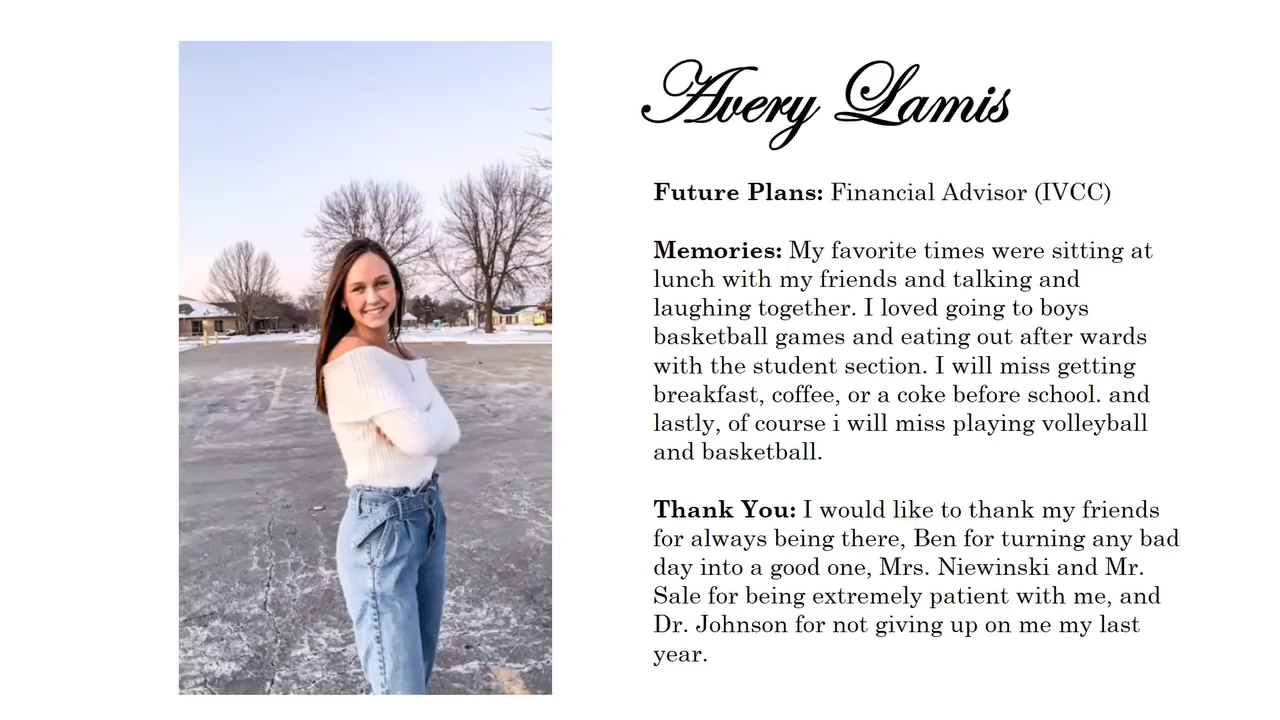 Avery Lamis
Future Plans: Financial Advisor (IVCC)
Memories: My favorite times were sitting at
lunch with my friends and talking and
laughing together. I loved going to boys
basketball games and eating out after wards
with the student section. I will miss getting
breakfast, coffee, or a coke before school. and
lastly, of course i will miss playing volleyball
and basketball.
Thank You: I would like to thank my friends
for always being there, Ben for turning any bad
day into a good one, Mrs. Niewinski and Mr.
Sale for being extremely patient with me, and
Dr. Johnson for not giving up on me my last
year.